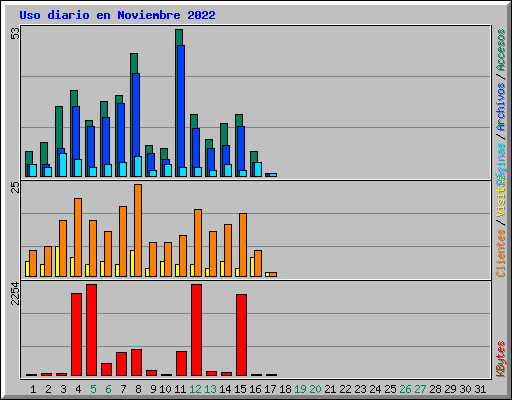 Uso diario en Noviembre 2022
53
25
2254
Clientes / Visitas
Páginas / Archivos / Accesos
KBytes
1 2 3 4 5 6 7 8 9 10 11 12 13 14 15 16 17 18 19 20 21 22 23 24 25 26 27 28 29 30 31